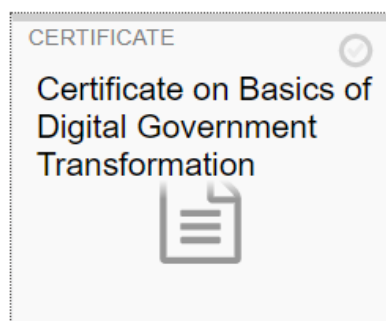 CERTIFICATE
Certificate on Basics of
Digital Government
Transformation